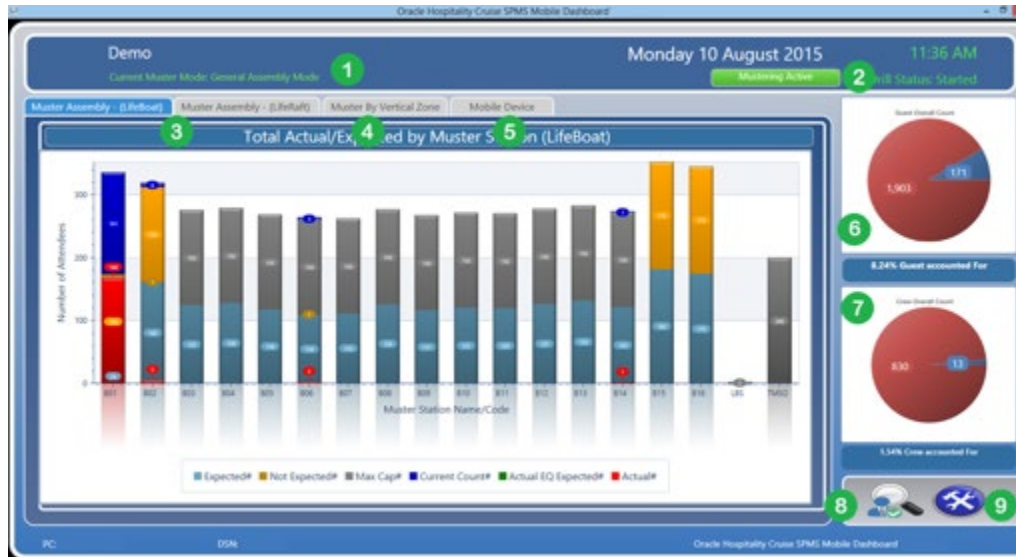 Oracle Hospitality Cruise SPMS Mobile Dashboard
Demo
Monday 10 August 2015
11:36 AM
Current Muster Mode: General Assembly Mode
1
Mustering Active
2
Drill Status: Started
Muster Assembly - (LifeBoat)
Muster Assembly - (LifeRaft)
Muster By Vertical Zone
Mobile Device
3
4
5
Total Actual/Expected by Muster Station (LifeBoat)
Number of Attendees
300
200
100
0
B01 B02 B03 B04 B05 B06 B07 B08 B09 B10 B11 B12 B13 B14 B15 B16 LBS TMSQ
Muster Station Name/Code
Expected# Not Expected# Max Cap# Current Count# Actual EQ Expected# Actual#
Guest Overall Count
171
1,903
6
8.24% Guest accounted For
7
Crew Overall Count
830
13
1.54% Crew accounted For
8
9
PC:
DSN:
Oracle Hospitality Cruise SPMS Mobile Dashboard